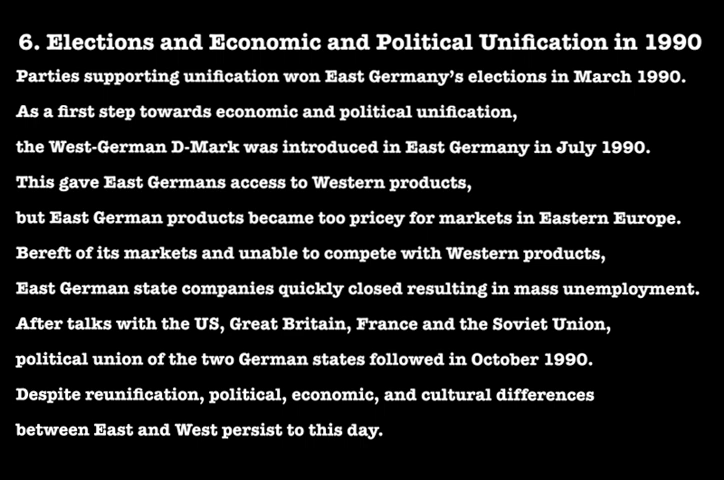 6. Elections and Economic and Political Unification in 1990
Parties supporting unification won East Germany's elections in March 1990.
As a first step towards economic and political unification,
the West-German D-Mark was introduced in East Germany in July 1990.
This gave East Germans access to Western products,
but East German products became too pricey for markets in Eastern Europe.
Bereft of its markets and unable to compete with Western products,
East German state companies quickly closed resulting in mass unemployment.
After talks with the US, Great Britain, France and the Soviet Union,
political union of the two German states followed in October 1990.
Despite reunification, political, economic, and cultural differences
between East and West persist to this day.